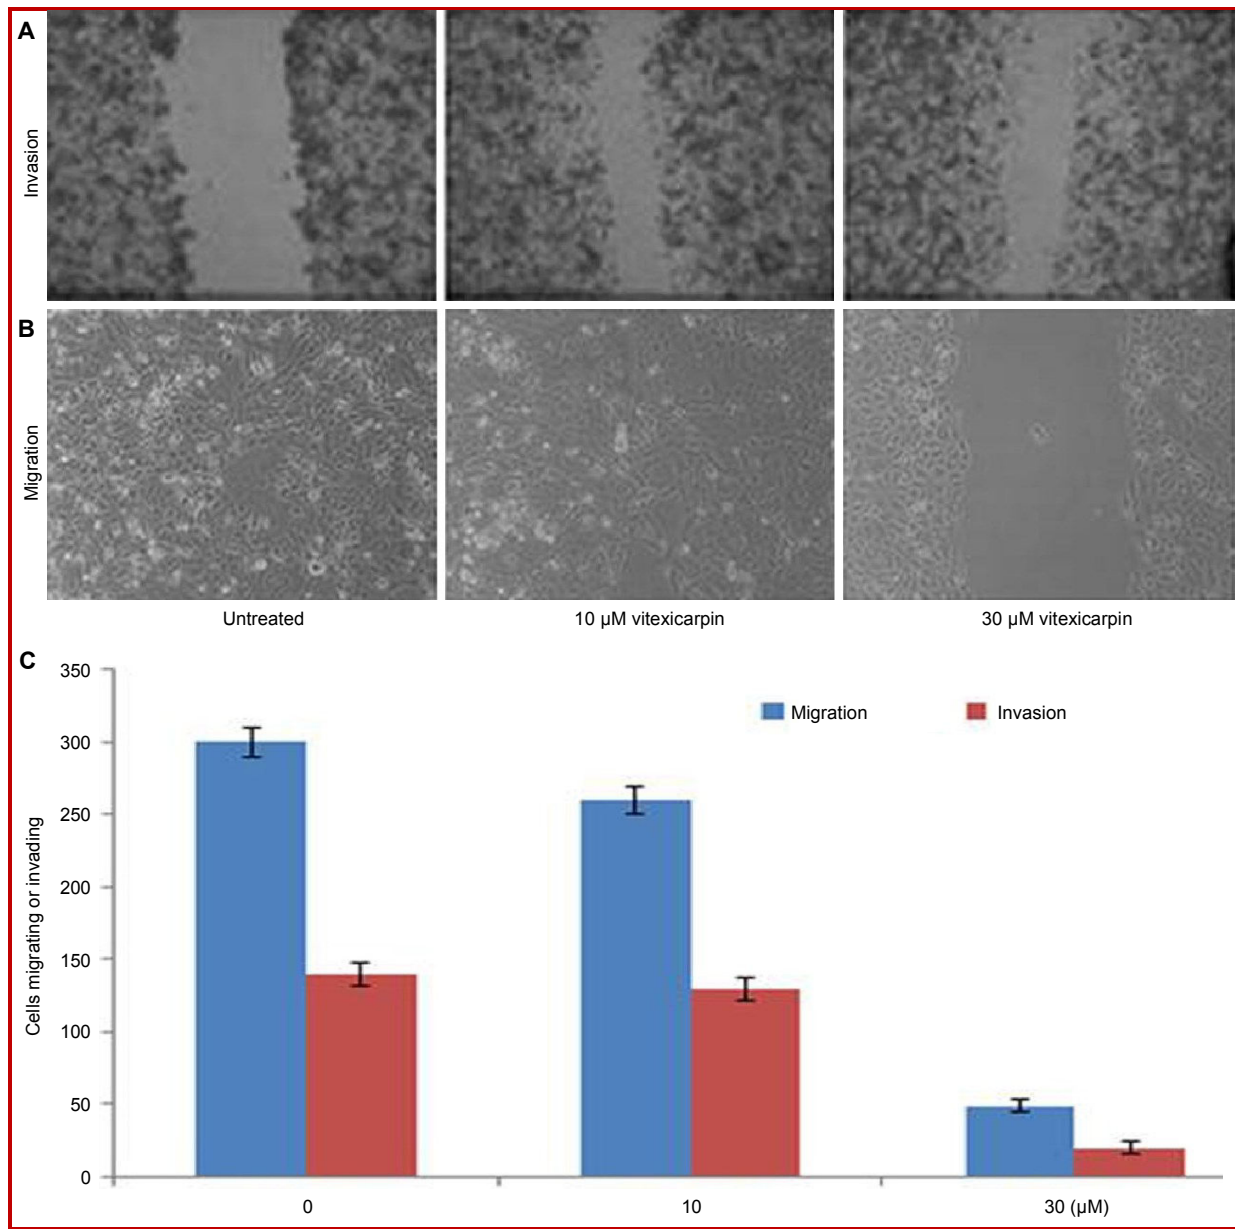 A
Invasion
B
Migration
Untreated
10 µM vitexicarpin
30 µM vitexicarpin
C
Cells migrating or invading
350
300
250
200
150
100
50
0
Migration
Invasion
0
10
30 (µM)